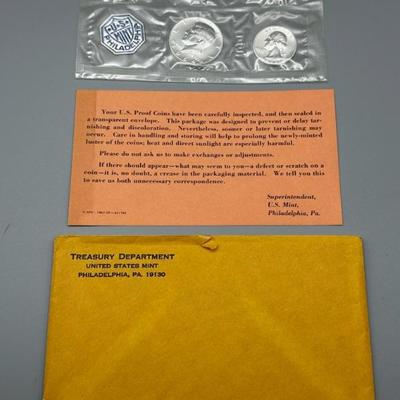 U.S.
MINT
PHILADELPHIA
Your U.S. Proof Coins have been carefully inspected, and then sealed in
a transparent envelope. This package was designed to prevent or delay tar-
nishing and discoloration. Nevertheless, sooner or later tarnishing may
occur. Care in handling and storing will help to prolong the newly-minted
luster of the coins; heat and direct sunlight are especially harmful.
Please do not ask us to make exchanges or adjustments.
If there should appear—what may seem to you—a defect or scratch on a
coin—it is, no doubt, a crease in the packaging material. We tell you this
to save us both unnecessary correspondence.
Superintendent,
U.S. Mint,
Philadelphia, Pa.
TREASURY DEPARTMENT
UNITED STATES MINT
PHILADELPHIA, PA. 19130